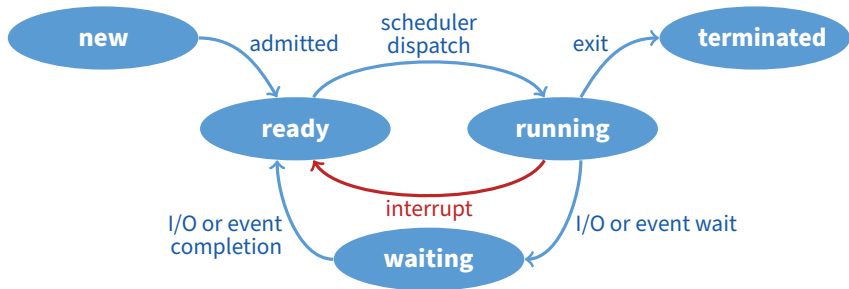 new
admitted
scheduler
dispatch
exit
terminated
ready
running
interrupt
I/O or event
completion
I/O or event wait
waiting